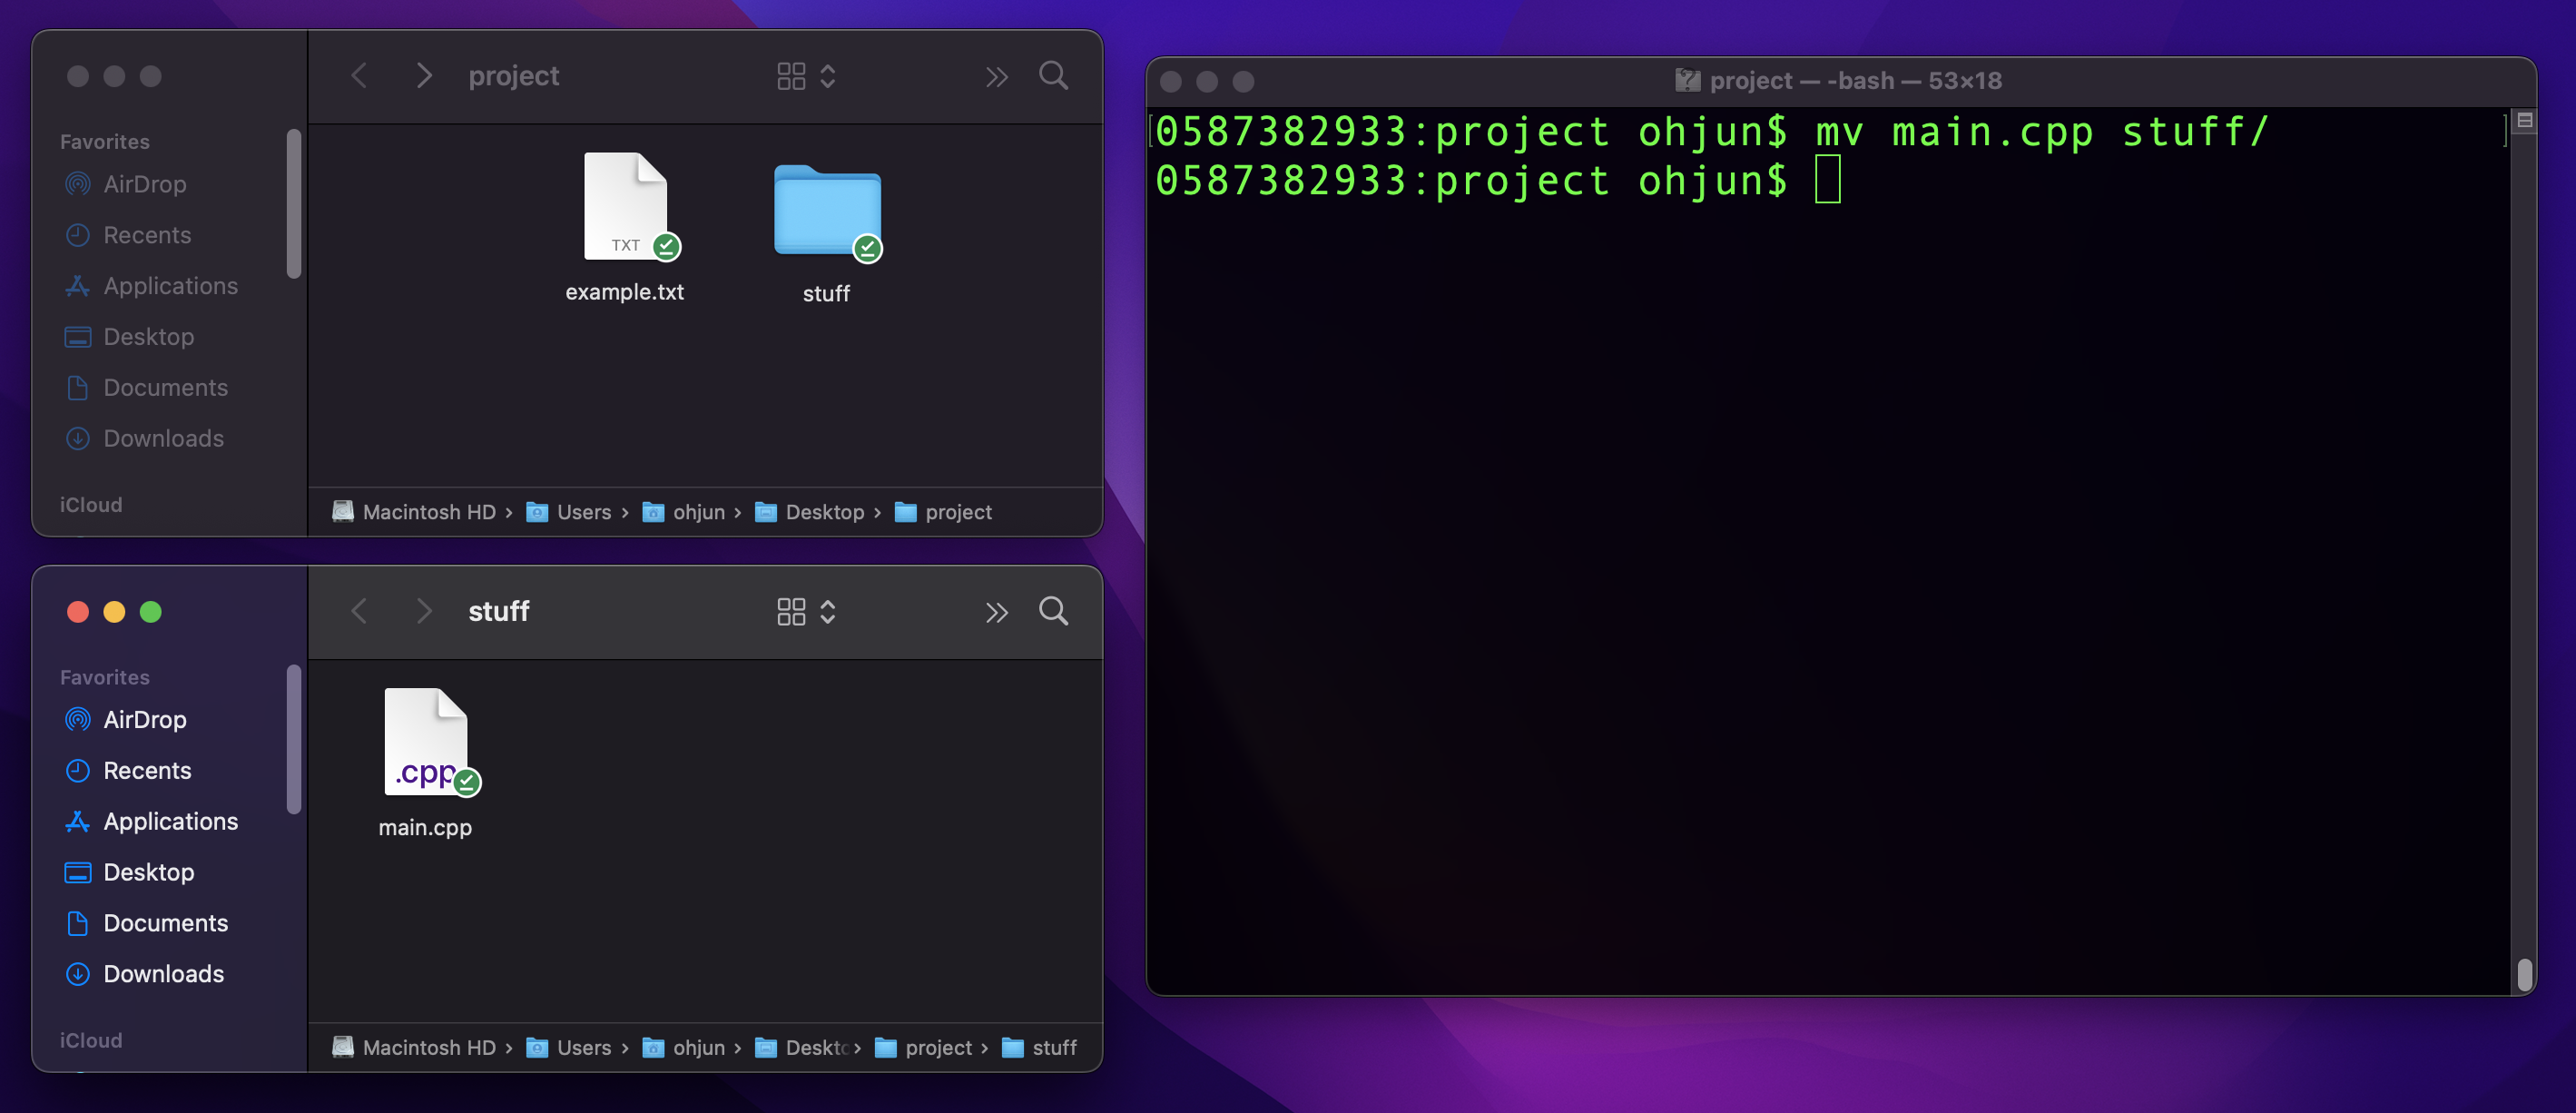 project
Favorites
AirDrop
Recents
Applications
Desktop
Documents
Downloads
iCloud
TXT
example.txt
stuff
Macintosh HD › Users › ohjun › Desktop › project
stuff
Favorites
AirDrop
Recents
Applications
Desktop
Documents
Downloads
iCloud
.cpp
main.cpp
Macintosh HD › Users › ohjun › Deskto › project › stuff
project — -bash — 53×18
[0587382933:project ohjun$ mv main.cpp stuff/ ]
0587382933:project ohjun$